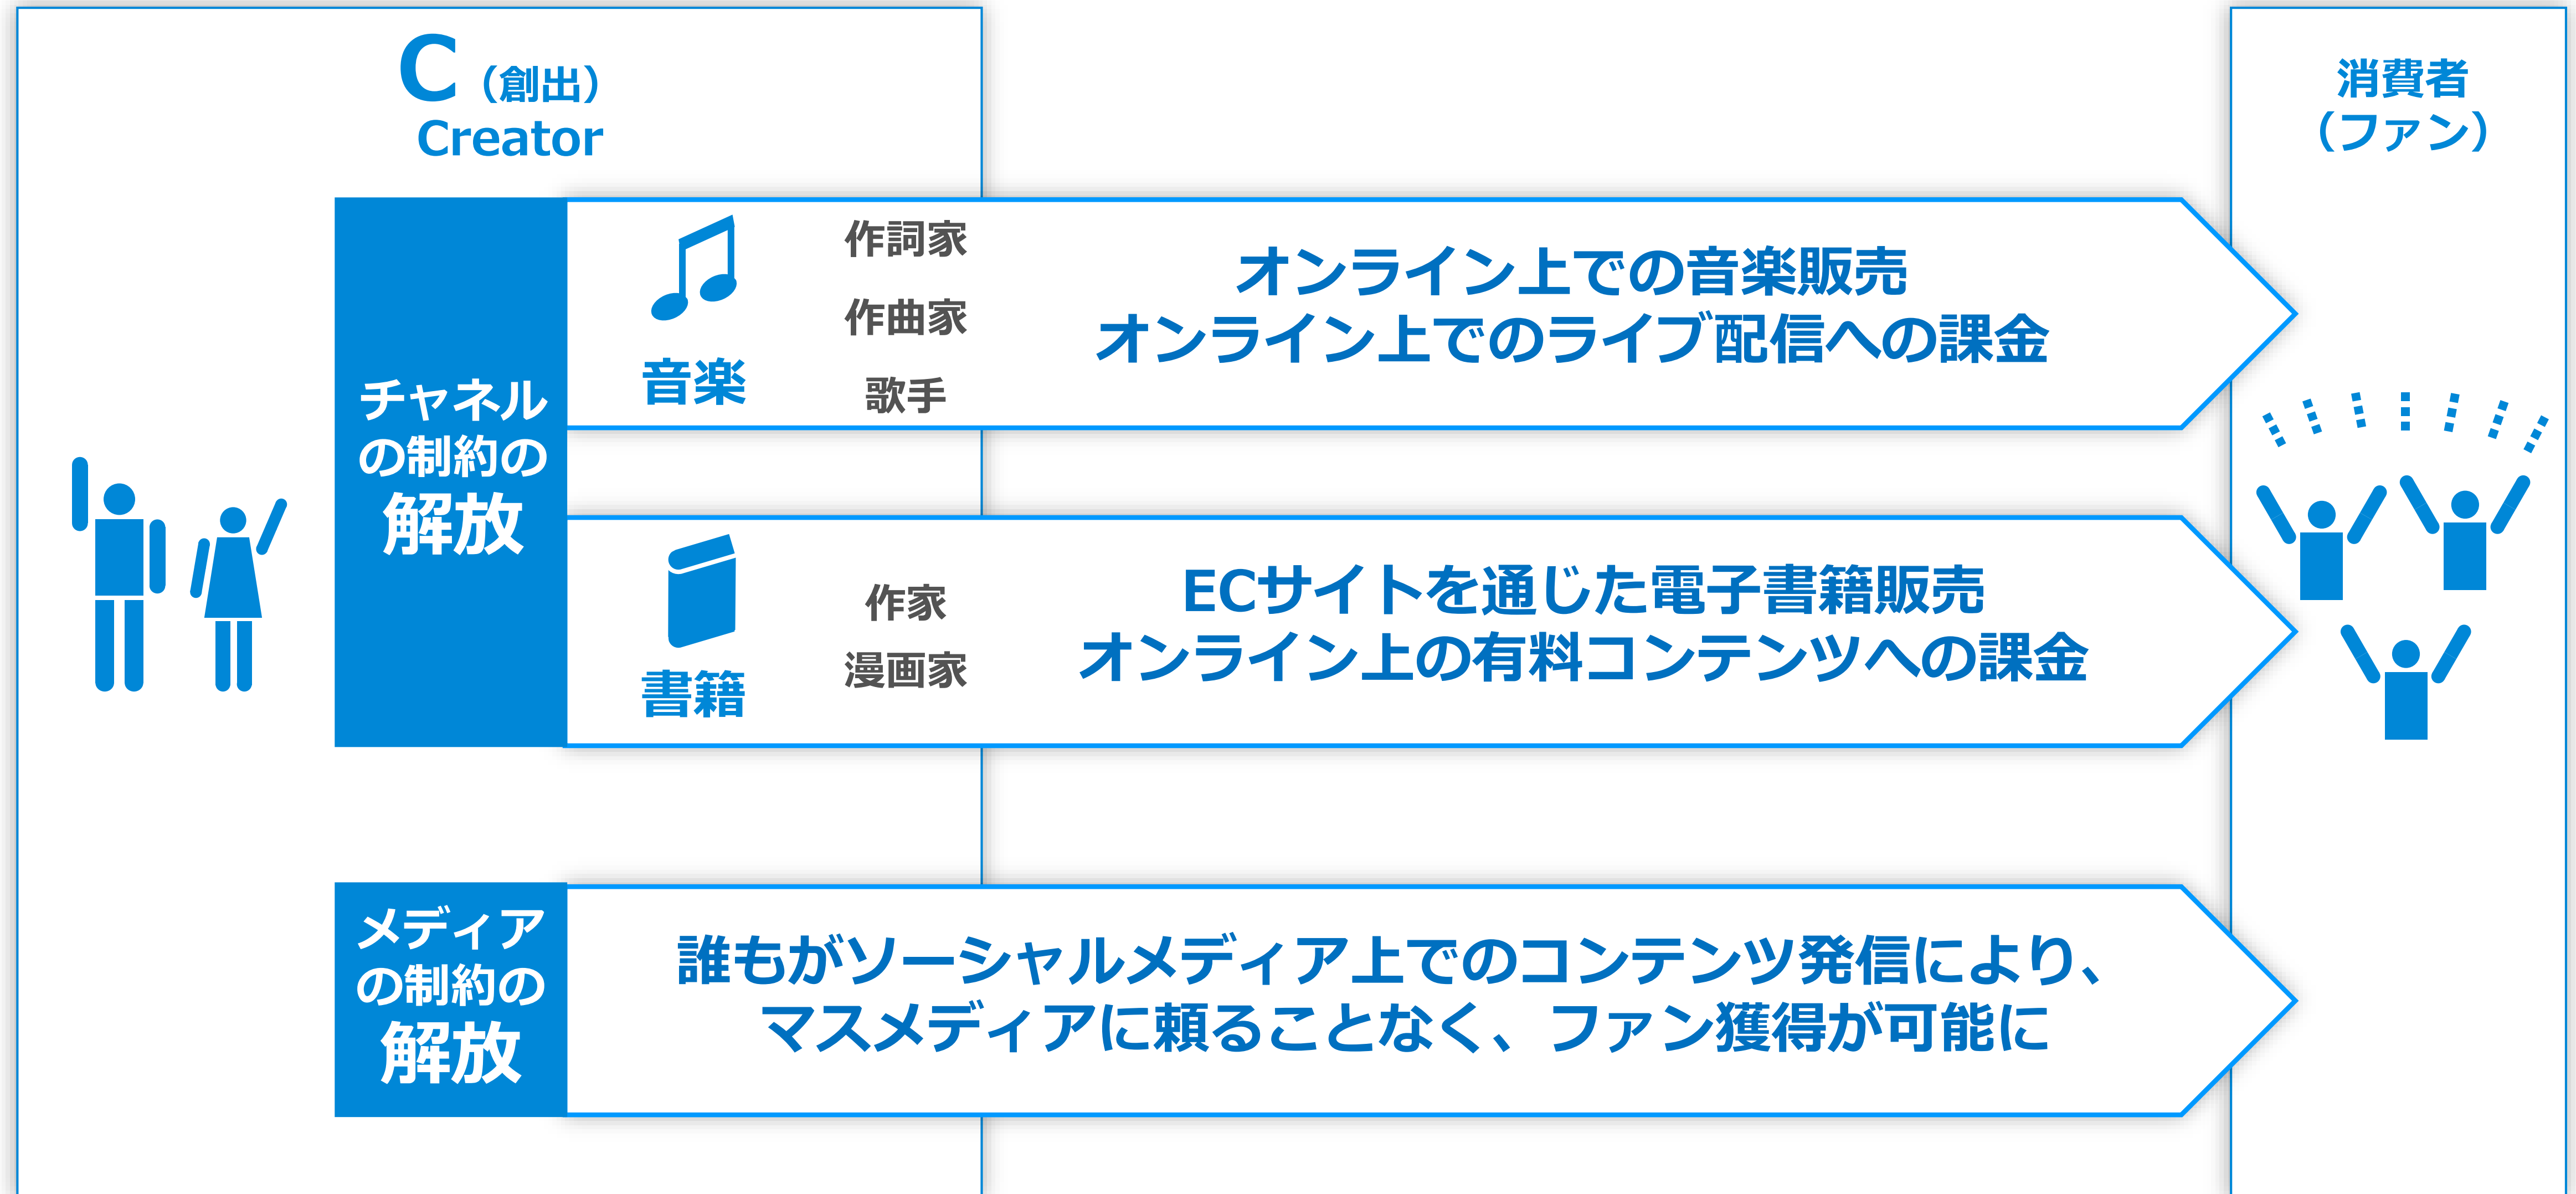 C（創出）
Creator
消費者
（ファン）
チャネル
の制約の
解放
音楽
作詞家
作曲家
歌手
オンライン上での音楽販売
オンライン上でのライブ配信への課金
書籍
作家
漫画家
ECサイトを通じた電子書籍販売
オンライン上の有料コンテンツへの課金
メディア
の制約の
解放
誰もがソーシャルメディア上でのコンテンツ発信により、
マスメディアに頼ることなく、ファン獲得が可能に